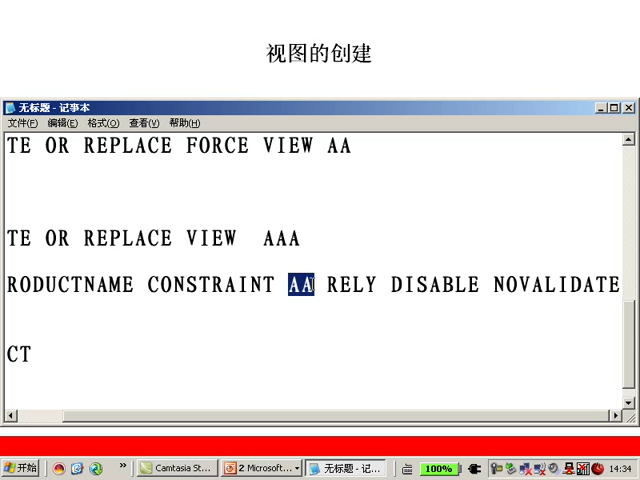 视图的创建
无标题 - 记事本
文件(F) 编辑(E) 格式(O) 查看(V) 帮助(H)
TE OR REPLACE FORCE VIEW AA
TE OR REPLACE VIEW AAA
RODUCTNAME CONSTRAINT AA RELY DISABLE NOVALIDATE
CT
开始 » Camtasia St... 2 Microsoft... 无标题 - 记... 100% 14:34